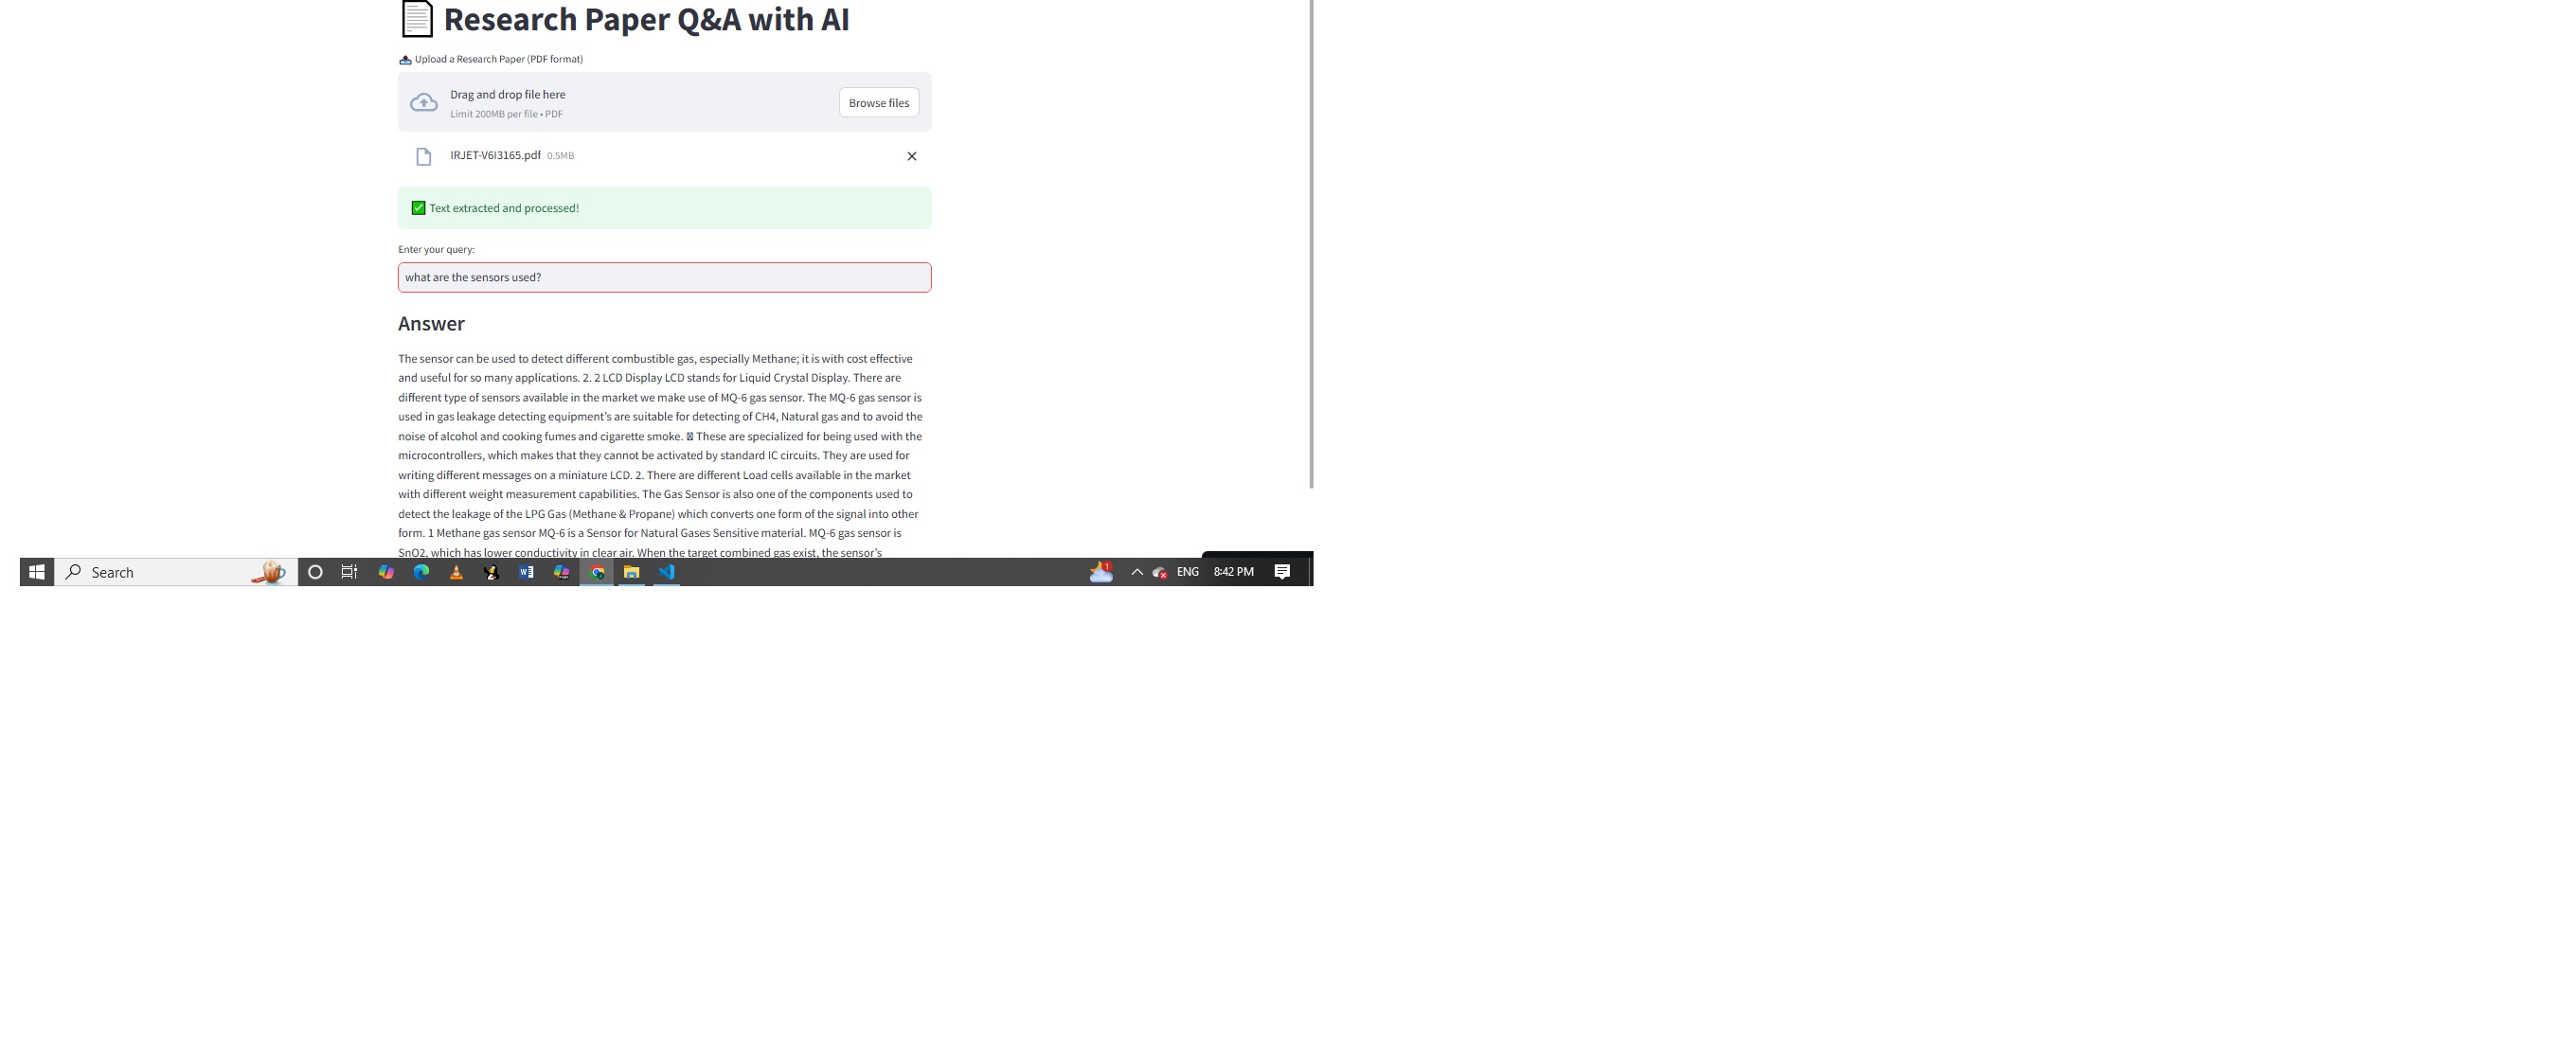 Research Paper Q&A with AI
Upload a Research Paper (PDF format)
Drag and drop file here
Limit 200MB per file • PDF
Browse files
IRJET-V6I3165.pdf 0.5MB
Text extracted and processed!
Enter your query:
what are the sensors used?
Answer
The sensor can be used to detect different combustible gas, especially Methane; it is with cost effective
and useful for so many applications. 2. 2 LCD Display LCD stands for Liquid Crystal Display. There are
different type of sensors available in the market we make use of MQ-6 gas sensor. The MQ-6 gas sensor is
used in gas leakage detecting equipment’s are suitable for detecting of CH4, Natural gas and to avoid the
noise of alcohol and cooking fumes and cigarette smoke. These are specialized for being used with the
microcontrollers, which makes that they cannot be activated by standard IC circuits. They are used for
writing different messages on a miniature LCD. 2. There are different Load cells available in the market
with different weight measurement capabilities. The Gas Sensor is also one of the components used to
detect the leakage of the LPG Gas (Methane & Propane) which converts one form of the signal into other
form. 1 Methane gas sensor MQ-6 is a Sensor for Natural Gases Sensitive material. MQ-6 gas sensor is
SnO2, which has lower conductivity in clear air. When the target combined gas exist, the sensor’s
Search
1
ENG
8:42 PM